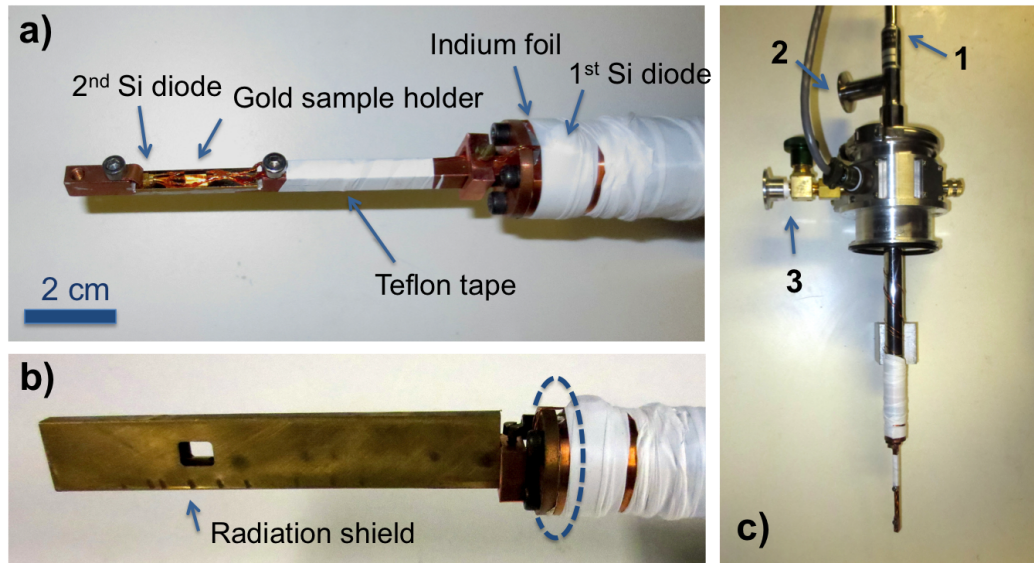 a)
Indium foil
1st Si diode
2nd Si diode
Gold sample holder
Teflon tape
2 cm
b)
Radiation shield
1
2
3
c)